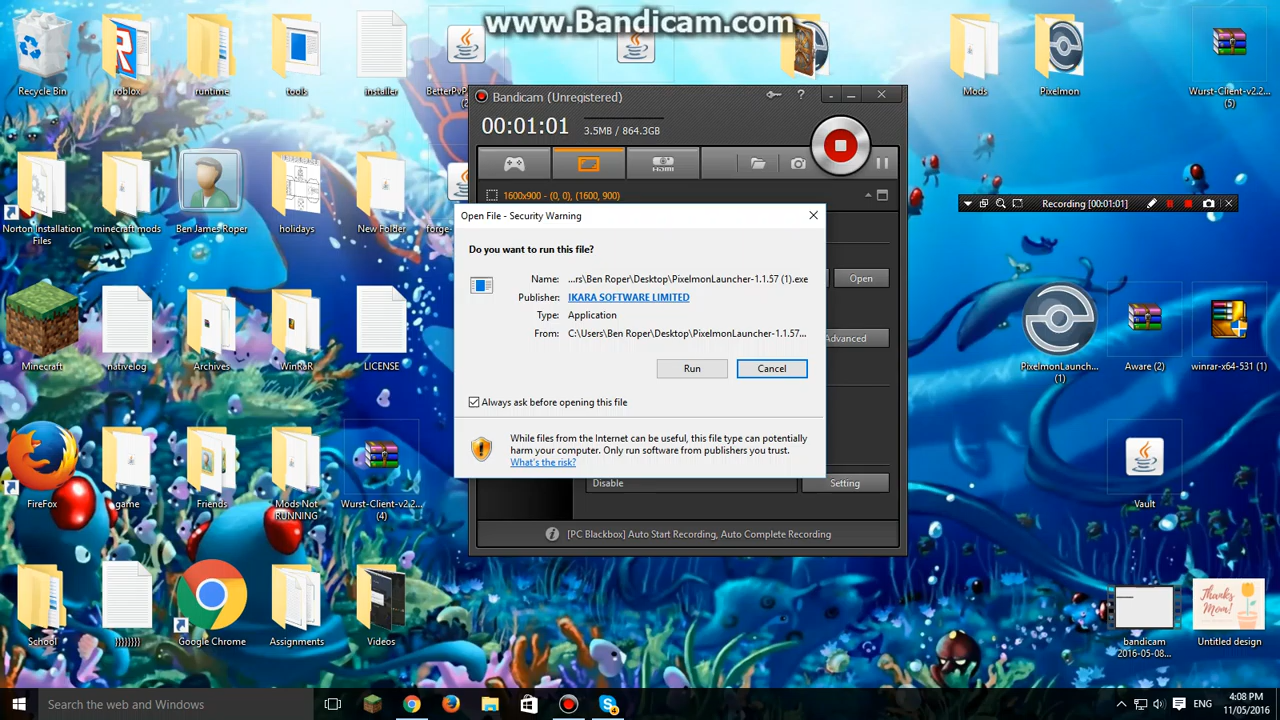 www.Bandicam.com
Recycle Bin
roblox
runtime
tools
installer
Mods
Pixelmon
Wurst-Client-v2.2...
(5)
Bandicam (Unregistered)
00:01:01
3.5MB / 864.3GB
HDMI
1600x900 - (0, 0), (1600, 900)
Recording [00:01:01]
Norton Installation
Files
minecraft mods
Ben James Roper
holidays
New Folder
Open File - Security Warning
Do you want to run this file?
Name: ...rs\Ben Roper\Desktop\PixelmonLauncher-1.1.57 (1).exe
Publisher: IKARA SOFTWARE LIMITED
Type: Application
From: C:\Users\Ben Roper\Desktop\PixelmonLauncher-1.1.57...
Run
Cancel
Always ask before opening this file
While files from the Internet can be useful, this file type can potentially
harm your computer. Only run software from publishers you trust.
What's the risk?
Open
Advanced
Disable
Setting
[PC Blackbox] Auto Start Recording, Auto Complete Recording
Minecraft
nativelog
Archives
WinRAR
LICENSE
PixelmonLaunch...
(1)
Aware (2)
winrar-x64-531 (1)
FireFox
game
Friends
Mods Not
RUNNING
Wurst-Client-v2.2...
(4)
Vault
School
}}}}}}}}
Google Chrome
Assignments
Videos
Thanks
Mom!
bandicam
2016-05-08...
Untitled design
Search the web and Windows
ENG
4:08 PM
11/05/2016